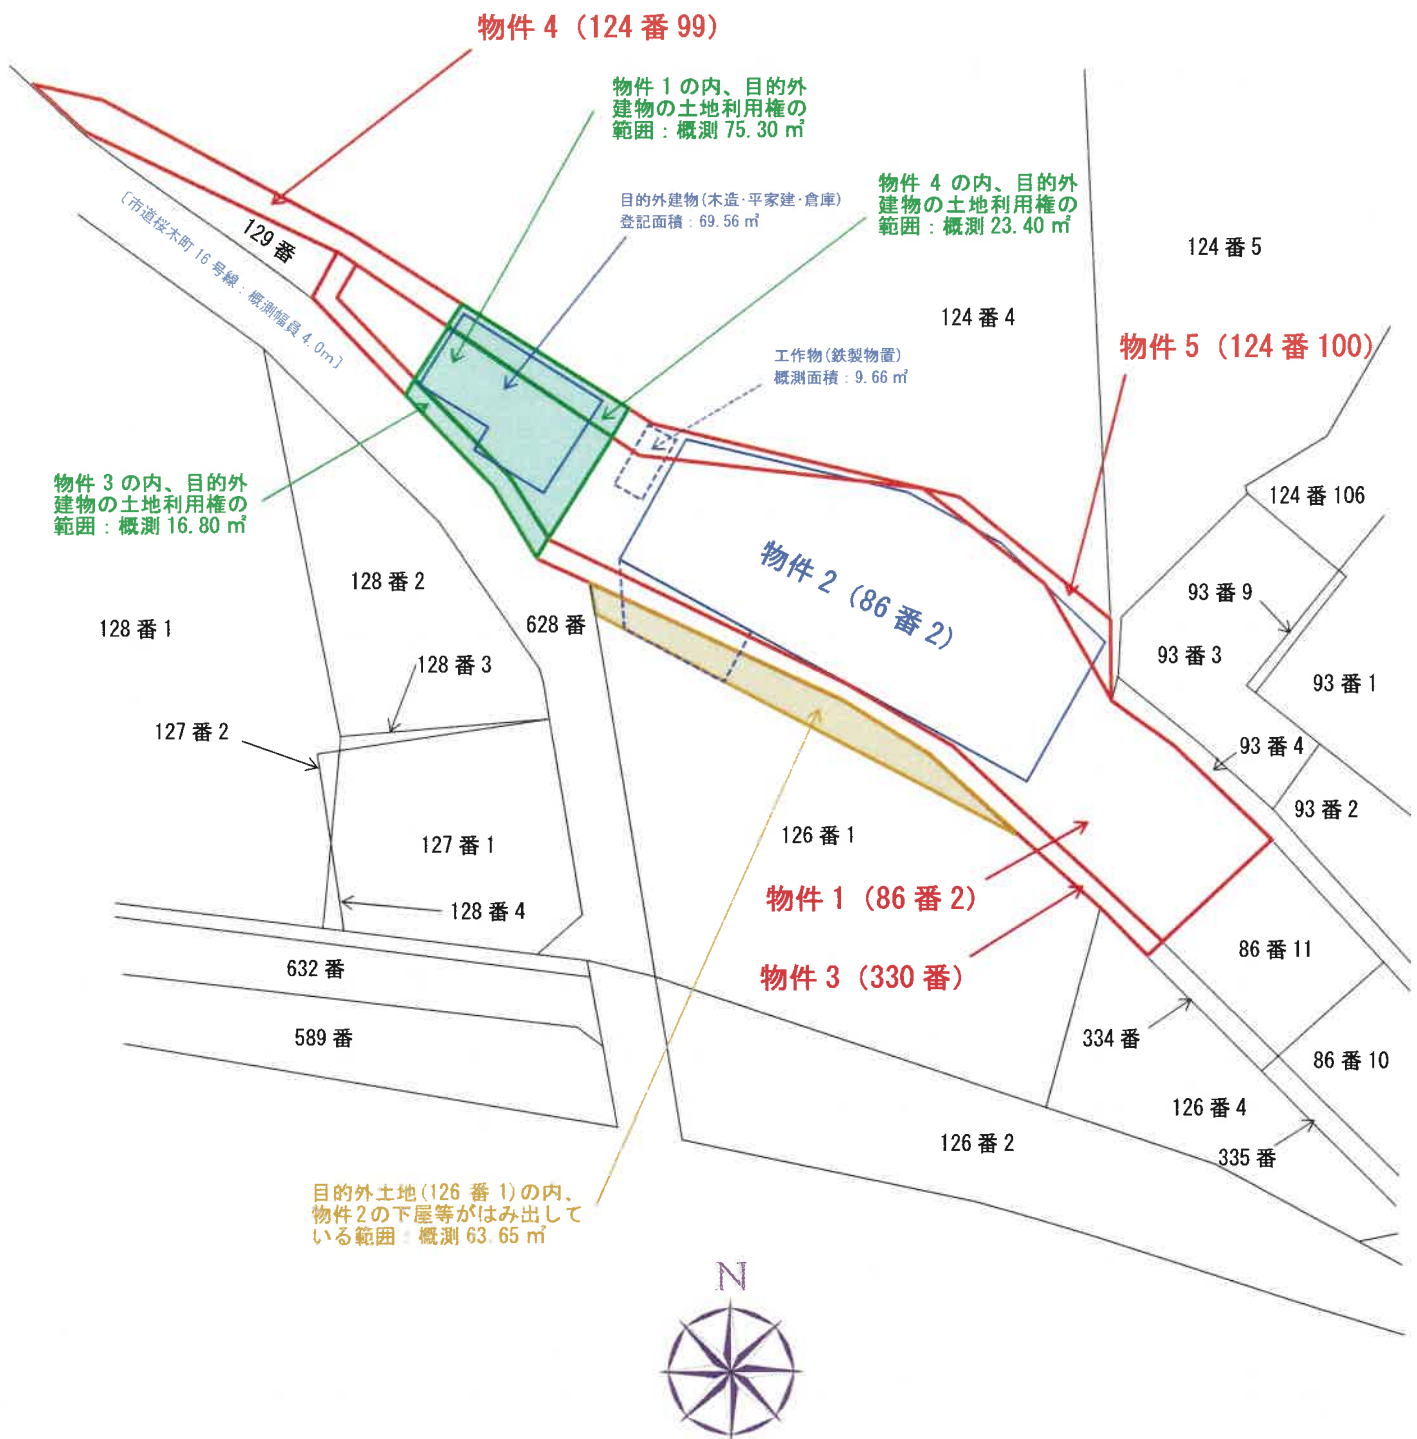 物件 4（124 番 99）
物件 1 の内、目的外
建物の土地利用権の
範囲：概測 75.30 ㎡
目的外建物(木造･平家建･倉庫)
登記面積：69.56 ㎡
物件 4 の内、目的外
建物の土地利用権の
範囲：概測 23.40 ㎡
129 番
〔市道桜木町 16 号線：概測幅員 4.0ｍ〕
124 番 5
124 番 4
物件 5（124 番 100）
工作物(鉄製物置)
概測面積：9.66 ㎡
物件 3 の内、目的外
建物の土地利用権の
範囲：概測 16.80 ㎡
124 番 106
物件 2（86 番 2）
128 番 2
93 番 9
128 番 1
628 番
93 番 3
128 番 3
93 番 1
127 番 2
93 番 4
93 番 2
126 番 1
127 番 1
物件 1（86 番 2）
128 番 4
86 番 11
632 番
物件 3（330 番）
589 番
334 番
86 番 10
126 番 4
126 番 2
335 番
目的外土地(126 番 1)の内、
物件2の下屋等がはみ出して
いる範囲：概測 63.65 ㎡
N